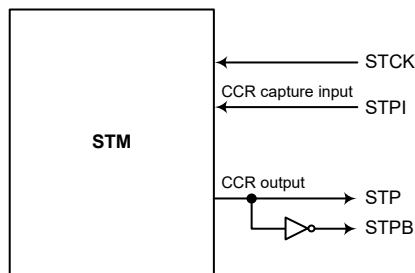 STCK
CCR capture input
STPI
STM
CCR output
STP
STPB